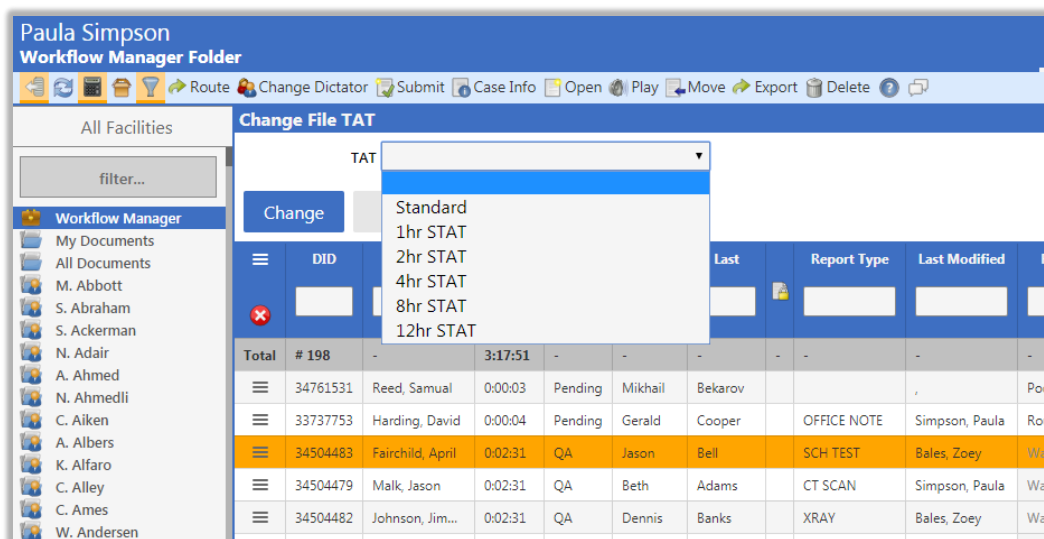 Paula Simpson
Workflow Manager Folder
Route Change Dictator Submit Case Info Open Play Move Export Delete
All Facilities
filter...
Workflow Manager
My Documents
All Documents
M. Abbott
S. Abraham
S. Ackerman
N. Adair
A. Ahmed
N. Ahmedli
C. Aiken
A. Albers
K. Alfaro
C. Alley
C. Ames
W. Andersen
Change File TAT
TAT
Standard
1hr STAT
2hr STAT
4hr STAT
8hr STAT
12hr STAT
Change
DID Last Report Type Last Modified
Total # 198 - 3:17:51 - - - - - - -
34761531 Reed, Samual 0:00:03 Pending Mikhail Bekarov ,
33737753 Harding, David 0:00:04 Pending Gerald Cooper OFFICE NOTE Simpson, Paula
34504483 Fairchild, April 0:02:31 QA Jason Bell SCH TEST Bales, Zoey
34504479 Malk, Jason 0:02:31 QA Beth Adams CT SCAN Simpson, Paula
34504482 Johnson, Jim... 0:02:31 QA Dennis Banks XRAY Bales, Zoey